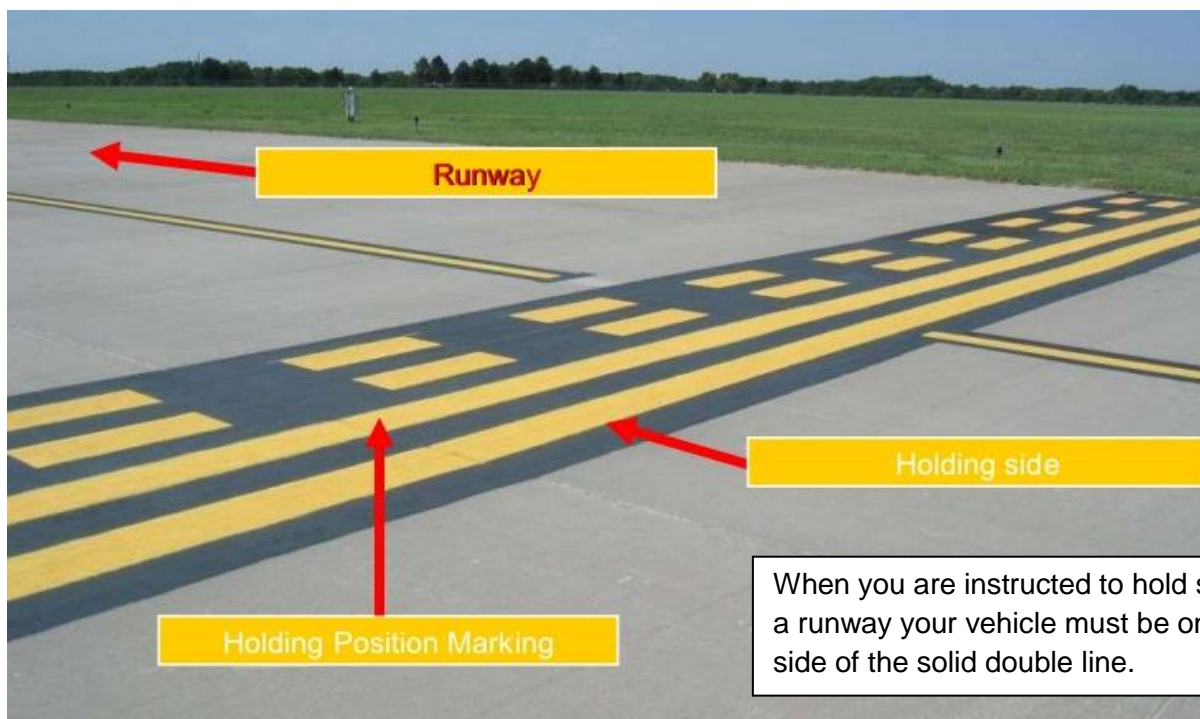 Runway
Holding side
Holding Position Marking
When you are instructed to hold
a runway your vehicle must be
side of the solid double line.